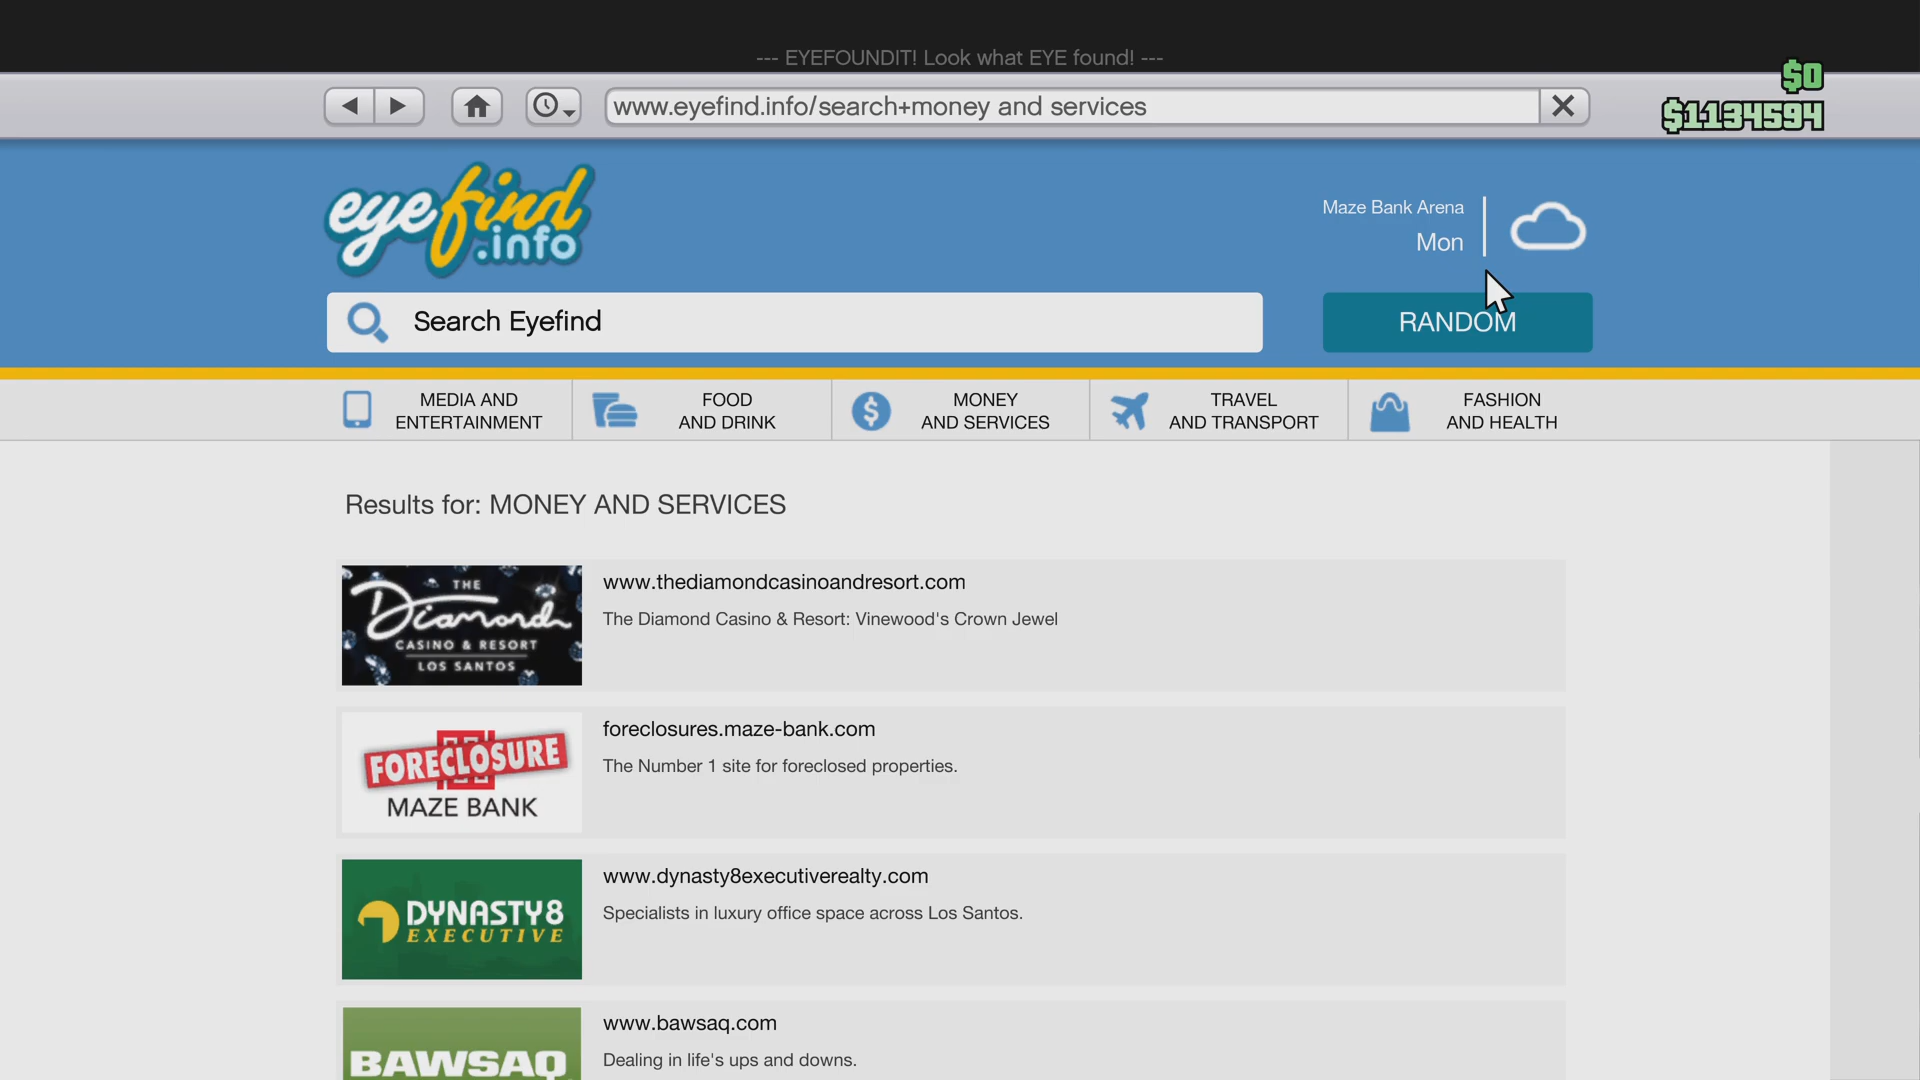 --- EYEFOUNDIT! Look what EYE found! ---
$0
www.eyefind.info/search+money and services
$1134594
eyefind
.info
Maze Bank Arena
Mon
Search Eyefind
RANDOM
MEDIA AND
ENTERTAINMENT
FOOD
AND DRINK
MONEY
AND SERVICES
TRAVEL
AND TRANSPORT
FASHION
AND HEALTH
Results for: MONEY AND SERVICES
THE
Diamond
CASINO & RESORT
LOS SANTOS
www.thediamondcasinoandresort.com
The Diamond Casino & Resort: Vinewood's Crown Jewel
FORECLOSURE
MAZE BANK
foreclosures.maze-bank.com
The Number 1 site for foreclosed properties.
DYNASTY8
EXECUTIVE
www.dynasty8executiverealty.com
Specialists in luxury office space across Los Santos.
BAWSAQ
www.bawsaq.com
Dealing in life's ups and downs.